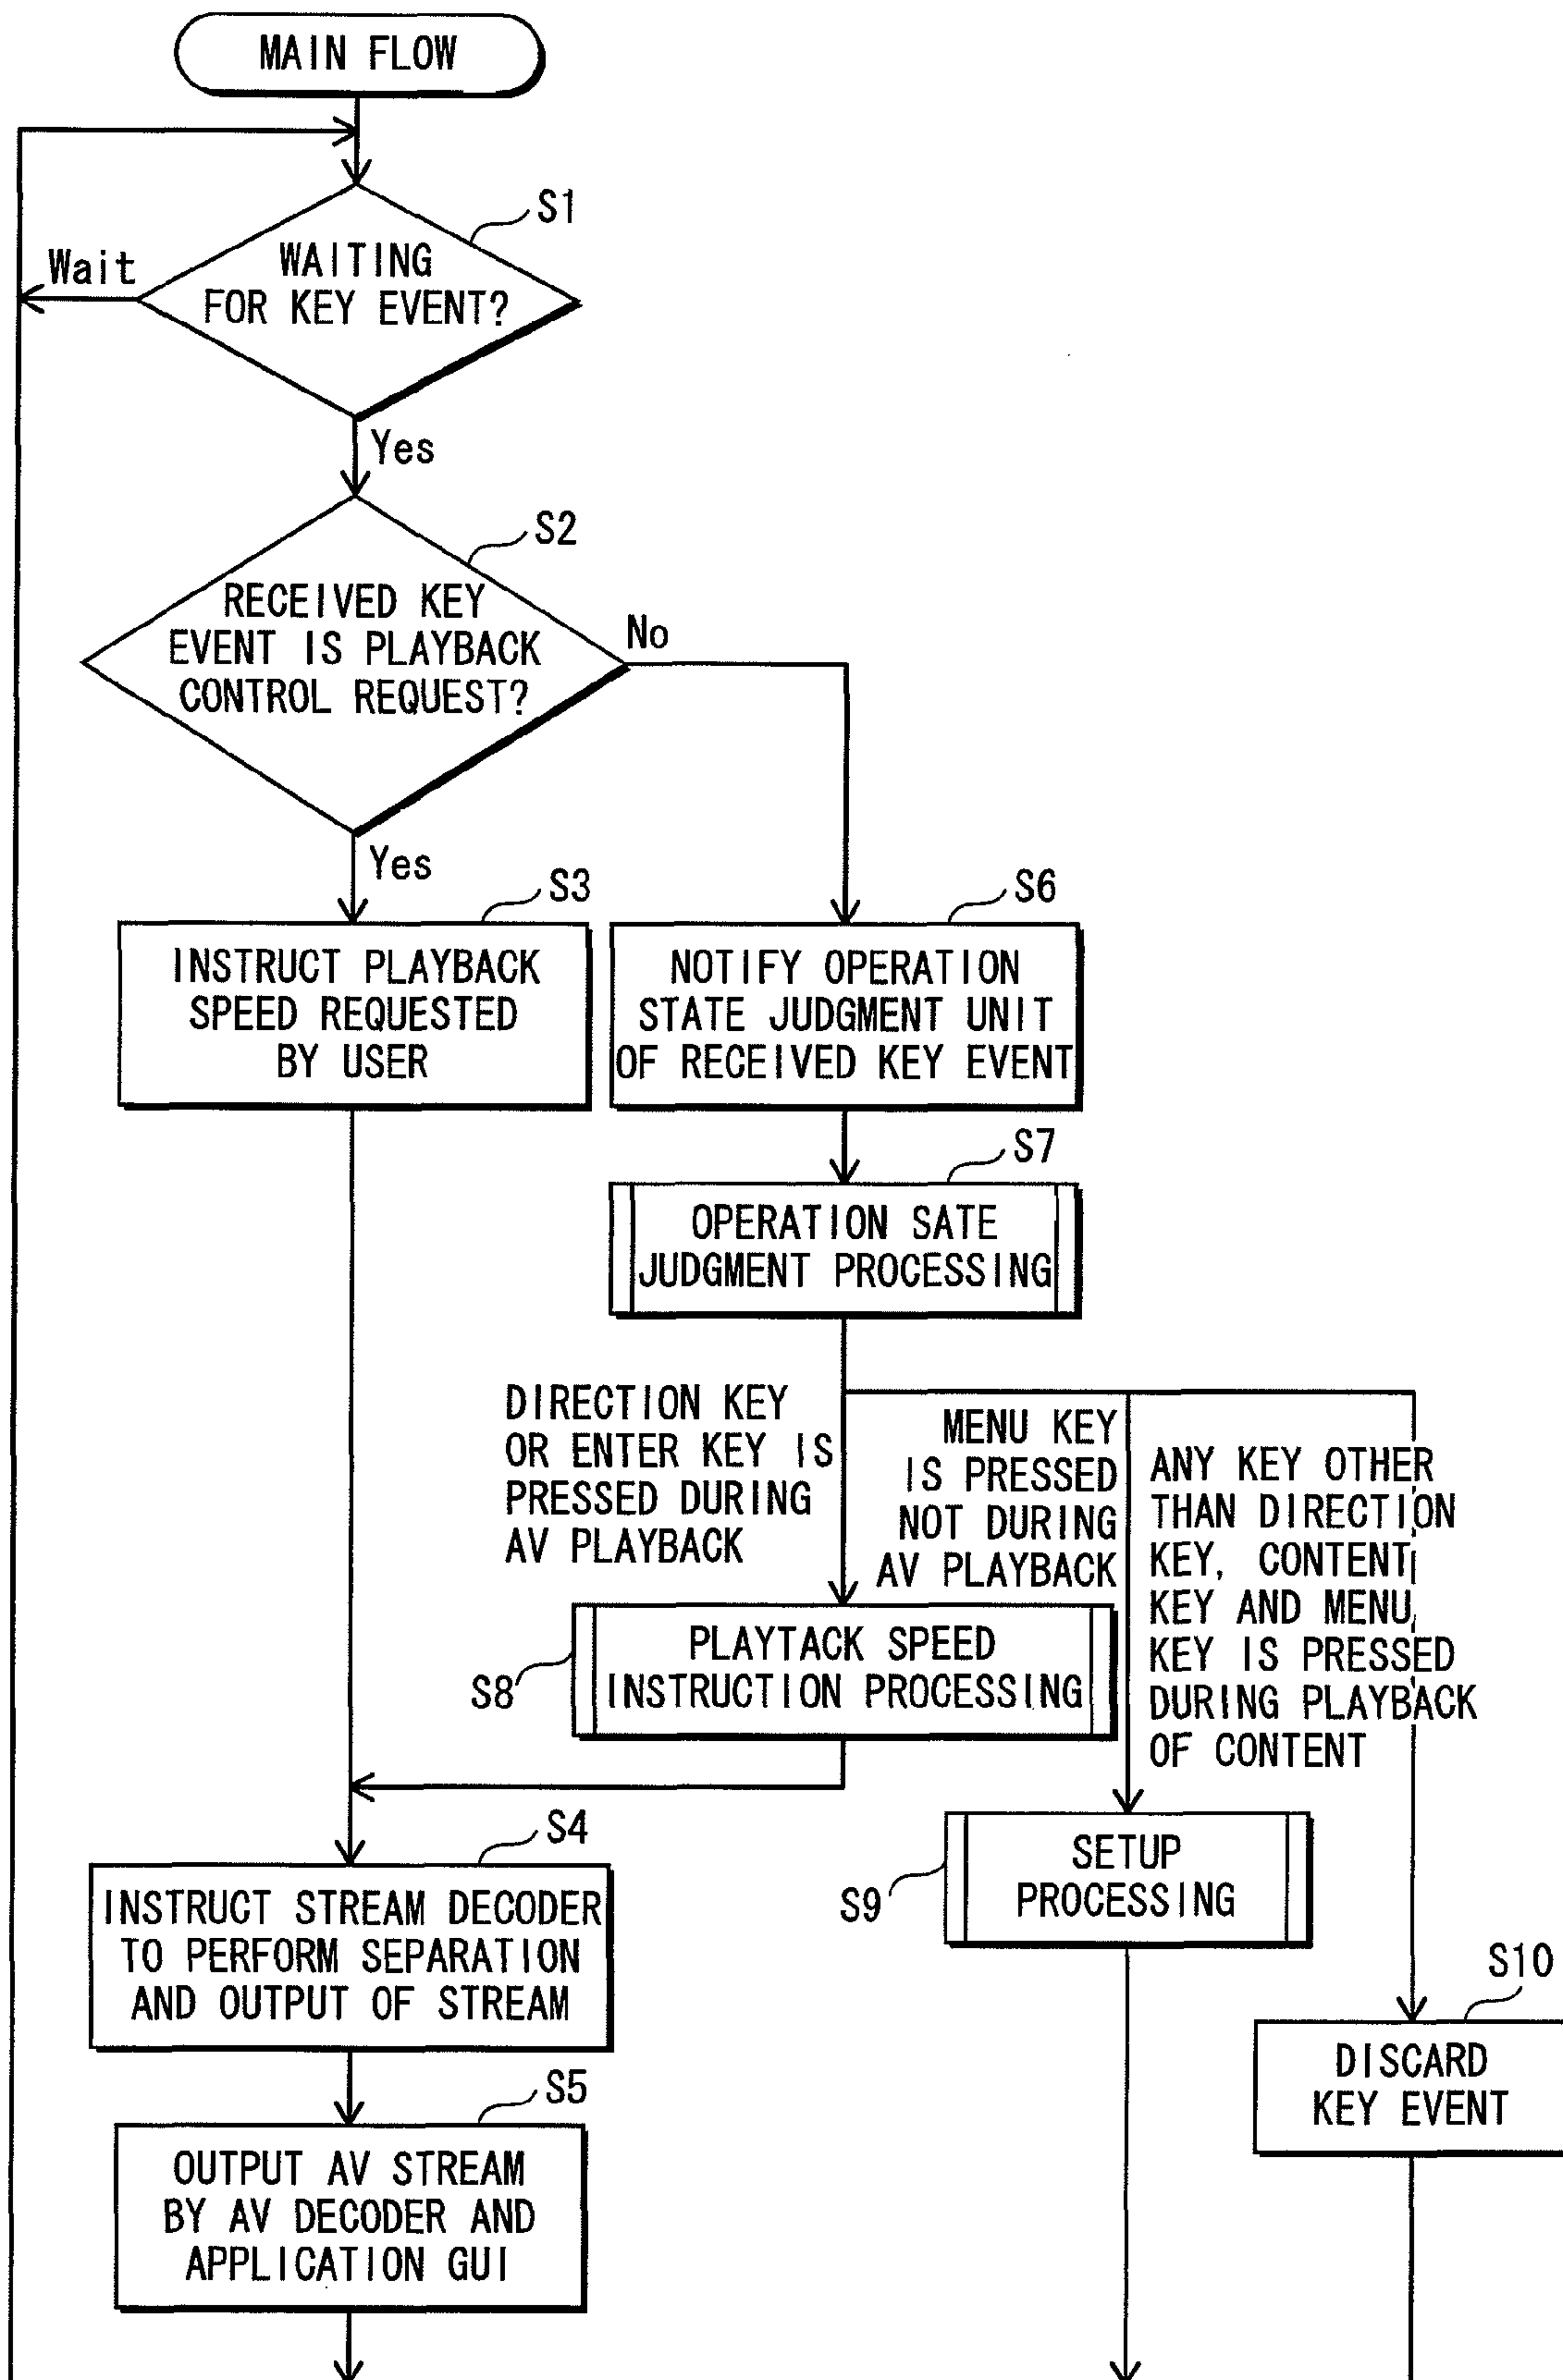 MAIN FLOW
S1
Wait
WAITING
FOR KEY EVENT?
Yes
S2
RECEIVED KEY
EVENT IS PLAYBACK
CONTROL REQUEST?
No
Yes
S3
INSTRUCT PLAYBACK
SPEED REQUESTED
BY USER
S6
NOTIFY OPERATION
STATE JUDGMENT UNIT
OF RECEIVED KEY EVENT
S7
OPERATION SATE
JUDGMENT PROCESSING
DIRECTION KEY
OR ENTER KEY IS
PRESSED DURING
AV PLAYBACK
MENU KEY
IS PRESSED
NOT DURING
AV PLAYBACK
ANY KEY OTHER
THAN DIRECTION
KEY, CONTENT
KEY AND MENU
KEY IS PRESSED
DURING PLAYBACK
OF CONTENT
S8
PLAYTACK SPEED
INSTRUCTION PROCESSING
S4
INSTRUCT STREAM DECODER
TO PERFORM SEPARATION
AND OUTPUT OF STREAM
S9
SETUP
PROCESSING
S10
DISCARD
KEY EVENT
S5
OUTPUT AV STREAM
BY AV DECODER AND
APPLICATION GUI